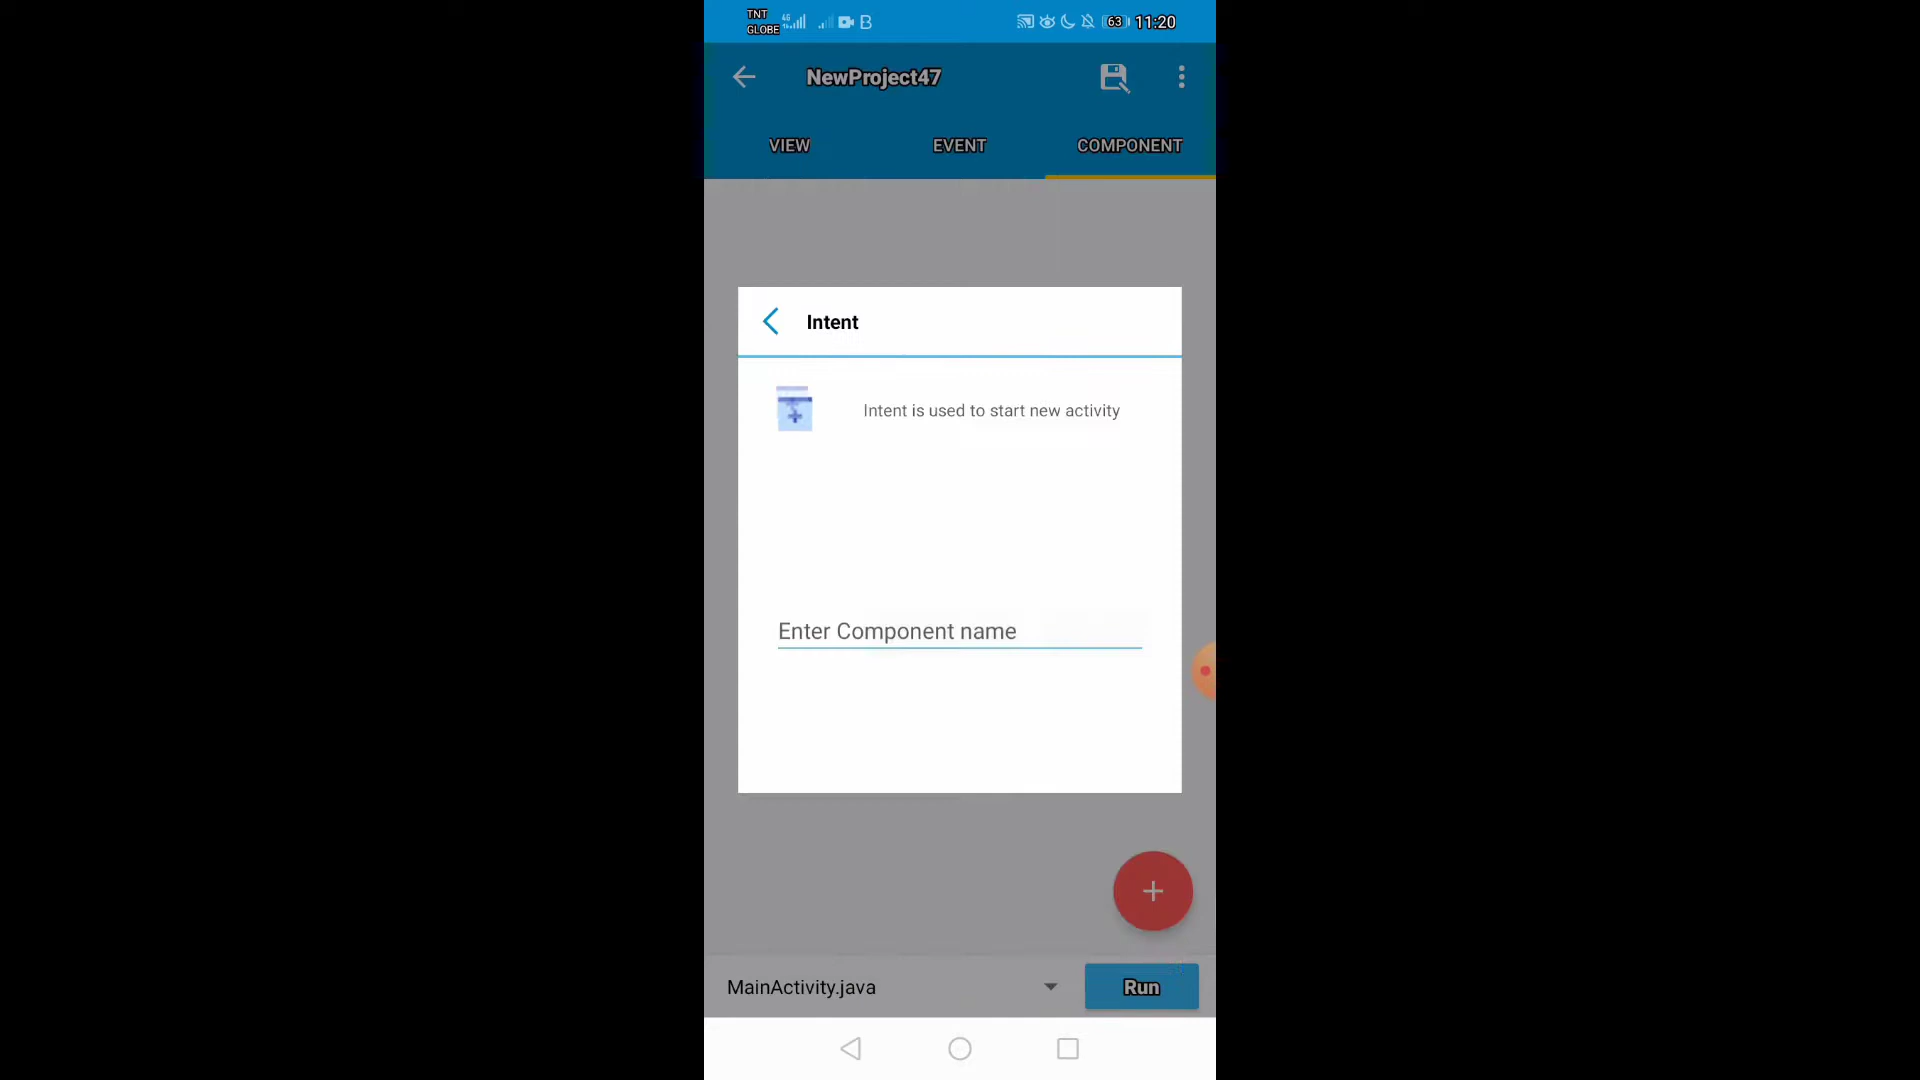 TNT
GLOBE
4G
B
63
11:20
NewProject47
VIEW
EVENT
COMPONENT
Intent
Intent is used to start new activity
Enter Component name
MainActivity.java
Run